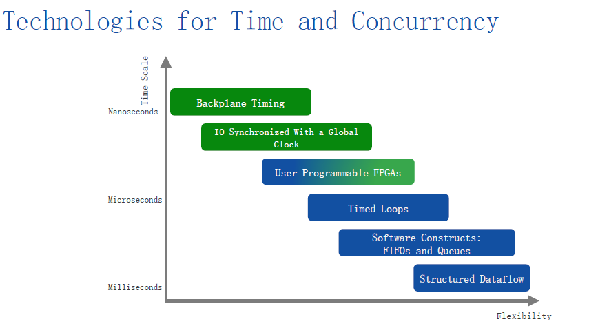 Technologies for Time and Concurrency
Time Scale
Nanoseconds
Backplane Timing
IO Synchronized With a Global
Clock
User Programmable FPGAs
Microseconds
Timed Loops
Software Constructs:
FIFOs and Queues
Structured Dataflow
Milliseconds
Flexibility